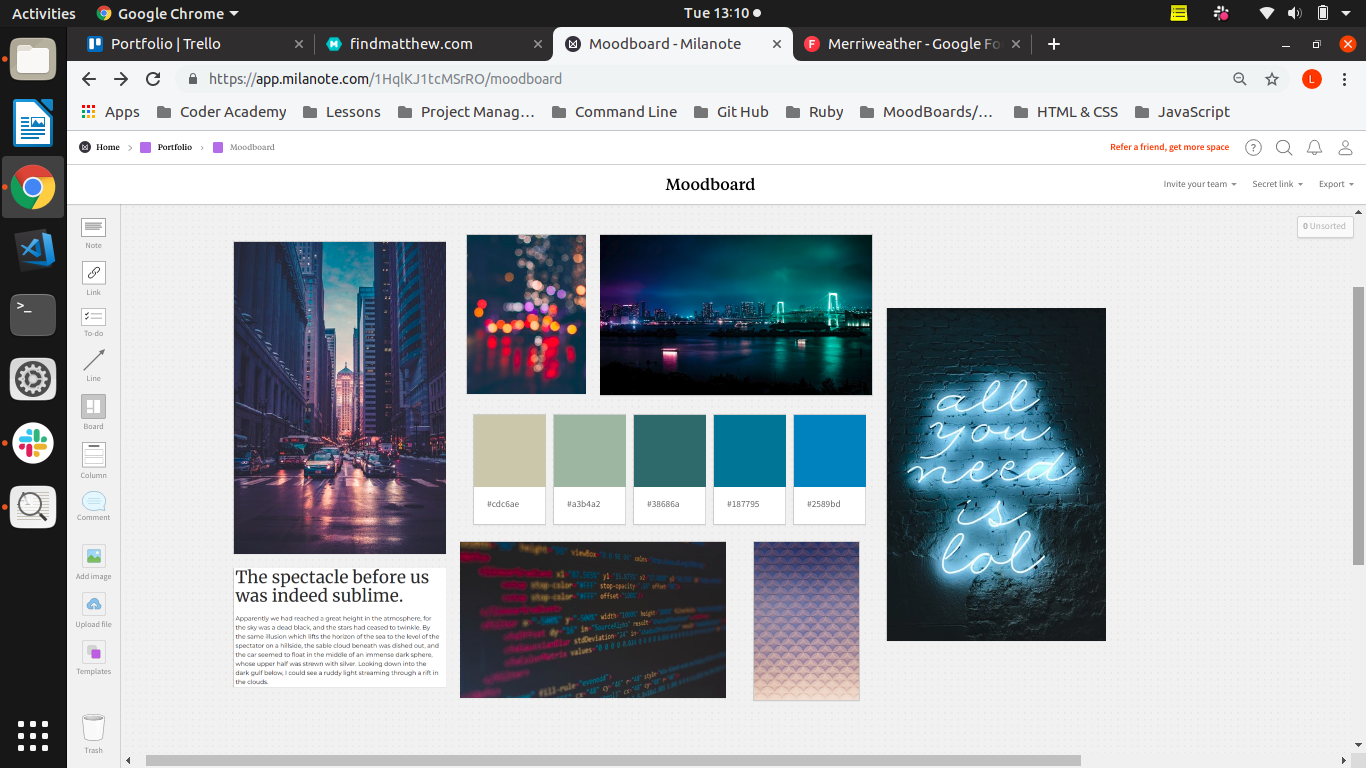 Activities
Google Chrome
Tue 13:10
Portfolio | Trello
findmatthew.com
Moodboard - Milanote
Merriweather - Google Fo
https://app.milanote.com/1HqlKJ1tcMSrRO/moodboard
L
Apps
Coder Academy
Lessons
Project Manag…
Command Line
Git Hub
Ruby
MoodBoards/…
HTML & CSS
JavaScript
Home
Portfolio
Moodboard
Refer a friend, get more space
Moodboard
Invite your team
Secret link
Export
0 Unsorted
Note
Link
To-do
Line
Board
Column
Comment
Add image
Upload file
Templates
Trash
all
you
need
is
lol
#cdc6ae
#a3b4a2
#38686a
#187795
#2589bd
The spectacle before us
was indeed sublime.
Apparently we had reached a great height in the atmosphere, for
the sky was a dead black, and the stars had ceased to twinkle. By
the same illusion which lifts the horizon of the sea to the level of the
spectator on a hillside, the sable cloud beneath was dished out, and
the car seemed to float in the middle of an immense dark sphere,
whose upper half was strewn with silver. Looking down into the
dark gulf below, I could see a ruddy light streaming through a rift in
the clouds.